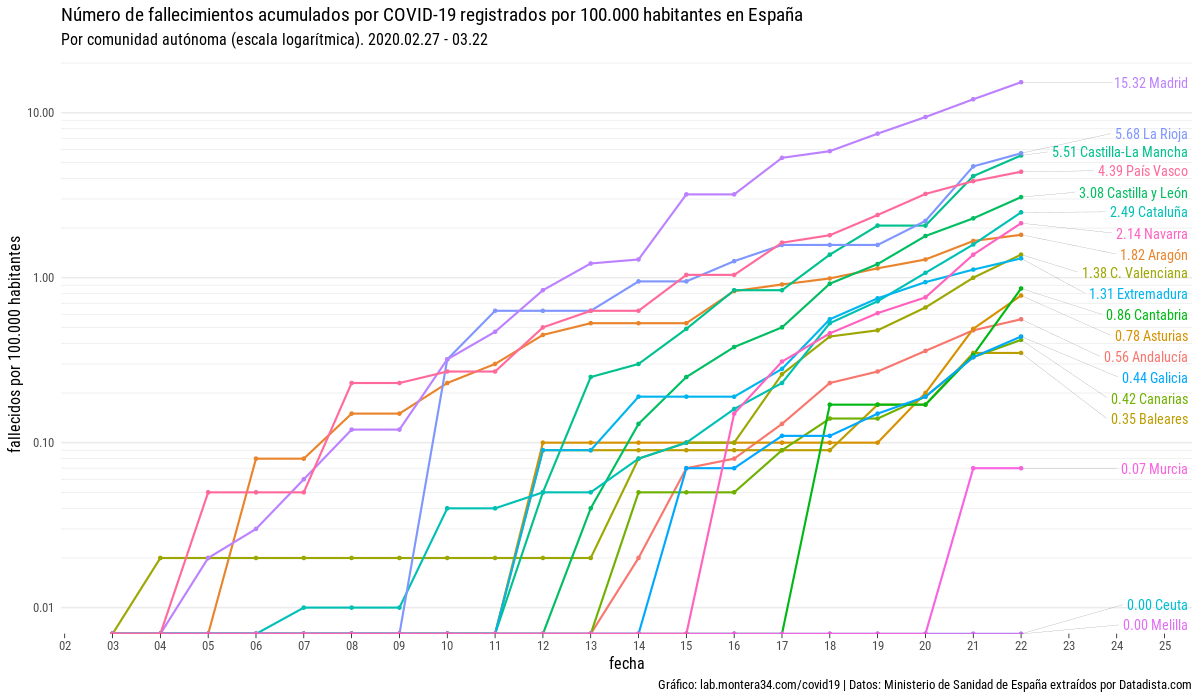 Número de fallecimientos acumulados por COVID-19 registrados por 100.000 habitantes en España
Por comunidad autónoma (escala logarítmica). 2020.02.27 - 03.22
fallecidos por 100.000 habitantes
10.00
1.00
0.10
0.01
15.32 Madrid
5.68 La Rioja
5.51 Castilla-La Mancha
4.39 País Vasco
3.08 Castilla y León
2.49 Cataluña
2.14 Navarra
1.82 Aragón
1.38 C. Valenciana
1.31 Extremadura
0.86 Cantabria
0.78 Asturias
0.56 Andalucía
0.44 Galicia
0.42 Canarias
0.35 Baleares
0.07 Murcia
0.00 Ceuta
0.00 Melilla
02 03 04 05 06 07 08 09 10 11 12 13 14 15 16 17 18 19 20 21 22 23 24 25
fecha
Gráfico: lab.montera34.com/covid19 | Datos: Ministerio de Sanidad de España extraídos por Datadista.com